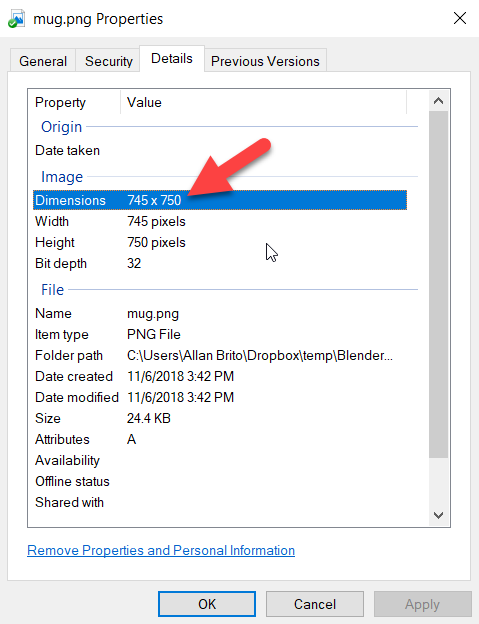 mug.png Properties
General Security Details Previous Versions
Property Value
Origin
Date taken
Image
Dimensions 745 x 750
Width 745 pixels
Height 750 pixels
Bit depth 32
File
Name mug.png
Item type PNG File
Folder path C:\Users\Allan Brito\Dropbox\temp\Blender...
Date created 11/6/2018 3:42 PM
Date modified 11/6/2018 3:42 PM
Size 24.4 KB
Attributes A
Availability
Offline status
Shared with
Remove Properties and Personal Information
OK Cancel Apply